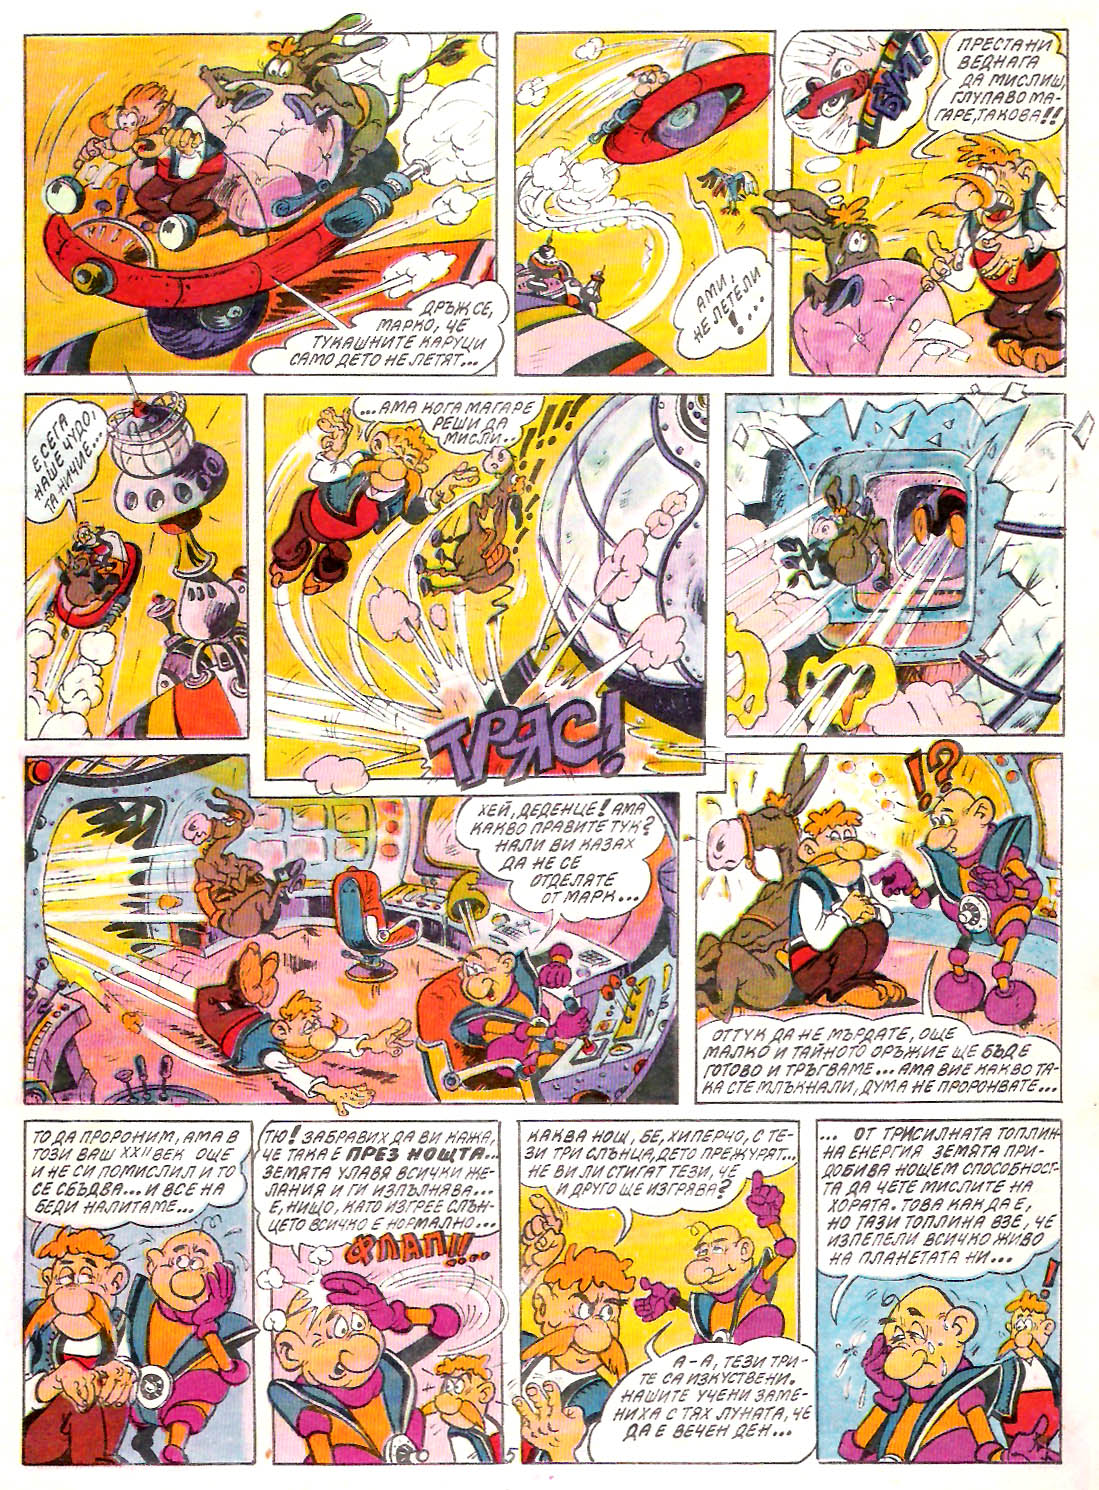 ДРЪЖ СЕ,
МАРКО, ЧЕ
ТУКАШНИТЕ КАРУЦИ
САМО ДЕТО НЕ ЛЕТЯТ...
АМИ,
НЕ ЛЕТЕЛИ
!...
БУМ!
ПРЕСТАНИ
ВЕДНАГА
ДА МИСЛИШ,
ГЛУПАВО МА-
ГАРЕ, ТАКОВА!!
Е СЕГА
НАШЕ ЧУДО,
ТА НИЧИЕ...
...АМА КОГА МАГАРЕ
РЕШИ ДА
МИСЛИ..
!!!!
ТРЯС!
ХЕЙ, ДЕДЕНЦЕ! АМА
КАКВО ПРАВИТЕ ТУК?
НАЛИ ВИ КАЗАХ
ДА НЕ СЕ
ОТДЕЛЯТЕ
ОТ МАРК...
!?
ОТТУК ДА НЕ МЪРДАТЕ, ОЩЕ
МАЛКО И ТАЙНОТО ОРЪЖИЕ ЩЕ БЪДЕ
ГОТОВО И ТРЪГВАМЕ... АМА ВИЕ КАКВО ТА-
КА СТЕ МЛЪКНАЛИ, ДУМА НЕ ПРОРОНВАТЕ...
ТО ДА ПРОРОНИМ, АМА В
ТОЗИ ВАШ XXII ВЕК ОЩЕ
И НЕ СИ ПОМИСЛИЛ И ТО
СЕ СБЪДВА... И ВСЕ НА
БЕДИ НАЛИТАМЕ...
ТЮ! ЗАБРАВИХ ДА ВИ КАЖА,
ЧЕ ТАКА Е ПРЕЗ НОЩТА...
ЗЕМЯТА УЛАВЯ ВСИЧКИ ЖЕ-
ЛАНИЯ И ГИ ИЗПЪЛНЯВА...
Е, НИЩО, КАТО ИЗГРЕЕ СЛЪН-
ЦЕТО ВСИЧКО Е НОРМАЛНО...
ФЛАП!!..
КАКВА НОЩ, БЕ, ХИПЕРЧО, С ТЕ-
ЗИ ТРИ СЛЪНЦА, ДЕТО ПРЕЖУРЯТ...
НЕ ВИ ЛИ СТИГАТ ТЕЗИ, ЧЕ
И ДРУГО ЩЕ ИЗГРЯВА?
А-А, ТЕЗИ ТРИ-
ТЕ СА ИЗКУСТВЕНИ.
НАШИТЕ УЧЕНИ ЗАМЕ-
НИХА С ТЯХ ЛУНАТА, ЧЕ
ДА Е ВЕЧЕН ДЕН...
... ОТ ТРИСИЛНАТА ТОПЛИН-
НА ЕНЕРГИЯ ЗЕМЯТА ПРИ-
ДОБИВА НОЩЕМ СПОСОБНОСТ-
ТА ДА ЧЕТЕ МИСЛИТЕ НА
ХОРАТА. ТОВА КАК ДА Е,
НО ТАЗИ ТОПЛИНА ВЗЕ, ЧЕ
ИЗПЕПЕЛИ ВСИЧКО ЖИВО
НА ПЛАНЕТАТА НИ...
!
5